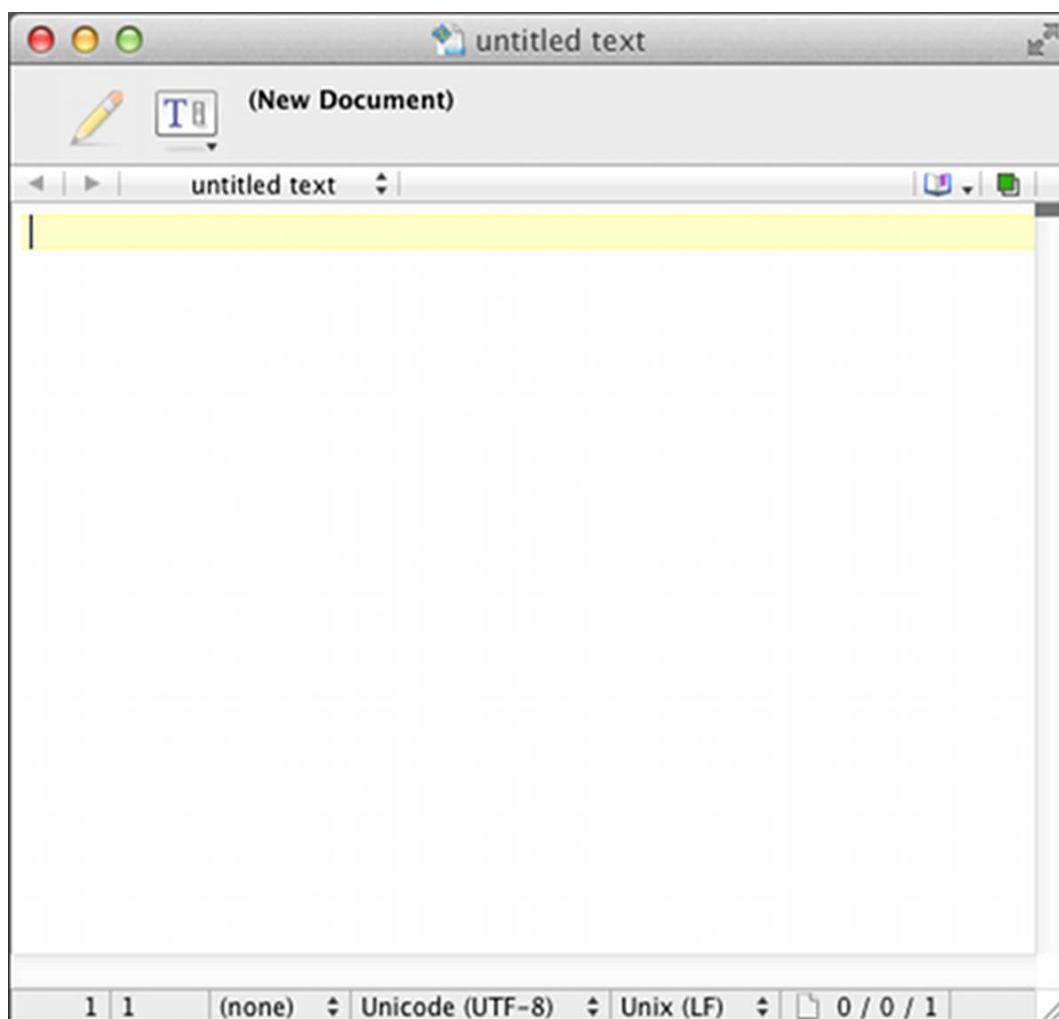 untitled text
T
(New Document)
untitled text
1 1 (none) Unicode (UTF-8) Unix (LF) 0 / 0 / 1